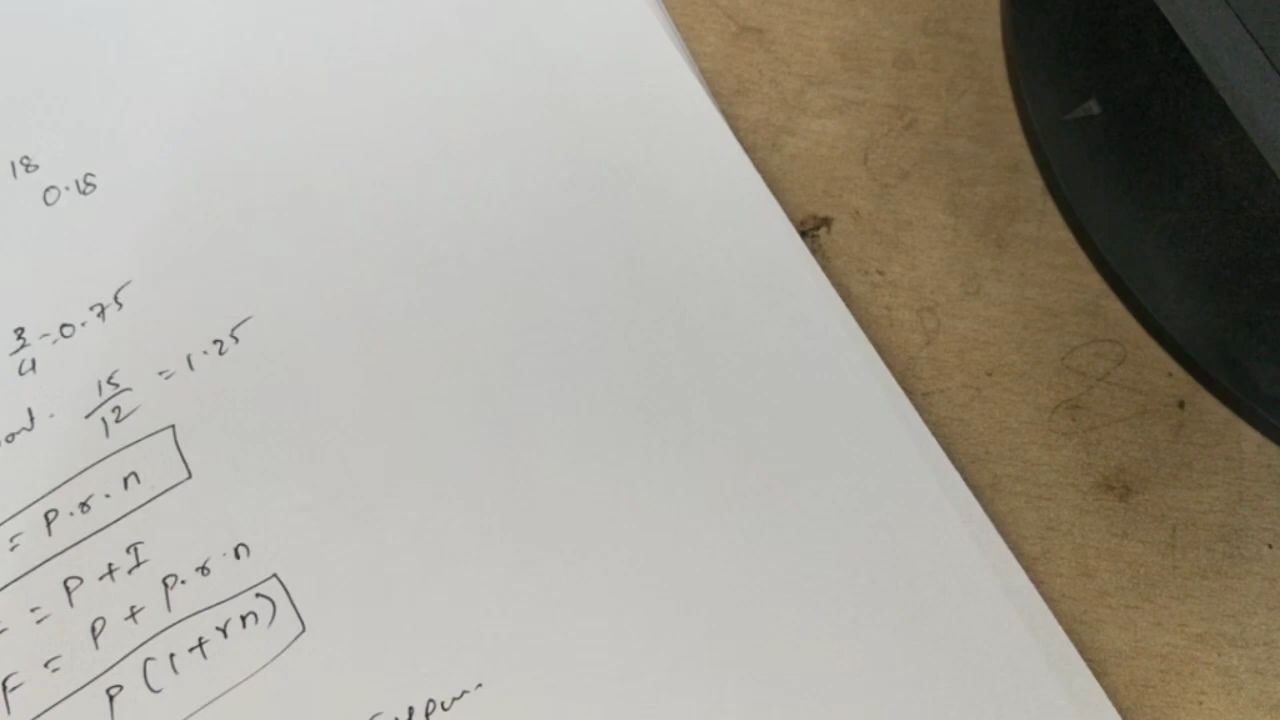 18
0.18
3/4 = 0.75
15/12 = 1.25
= P.r.n
= P + I
F = P + P.r.n
P (1 + rn)